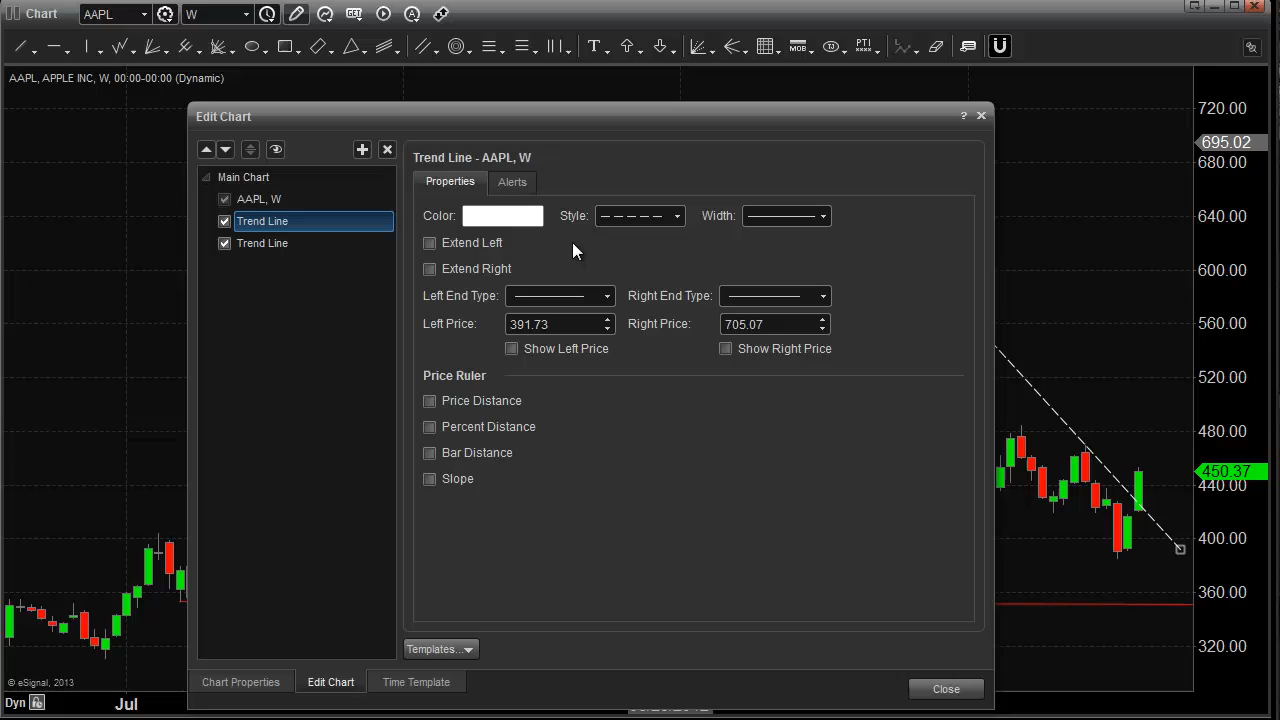 Chart
AAPL
W
GET
A
T
MOB
TJ
PTI
AAPL, APPLE INC, W, 00:00-00:00 (Dynamic)
720.00
695.02
680.00
640.00
600.00
560.00
520.00
480.00
450.37
440.00
400.00
360.00
320.00
Edit Chart
?
Main Chart
AAPL, W
Trend Line
Trend Line
Trend Line - AAPL, W
Properties
Alerts
Color:
Style:
Width:
Extend Left
Extend Right
Left End Type:
Right End Type:
Left Price:
391.73
Right Price:
705.07
Show Left Price
Show Right Price
Price Ruler
Price Distance
Percent Distance
Bar Distance
Slope
Templates...
Chart Properties
Edit Chart
Time Template
Close
© eSignal, 2013
Dyn
Jul